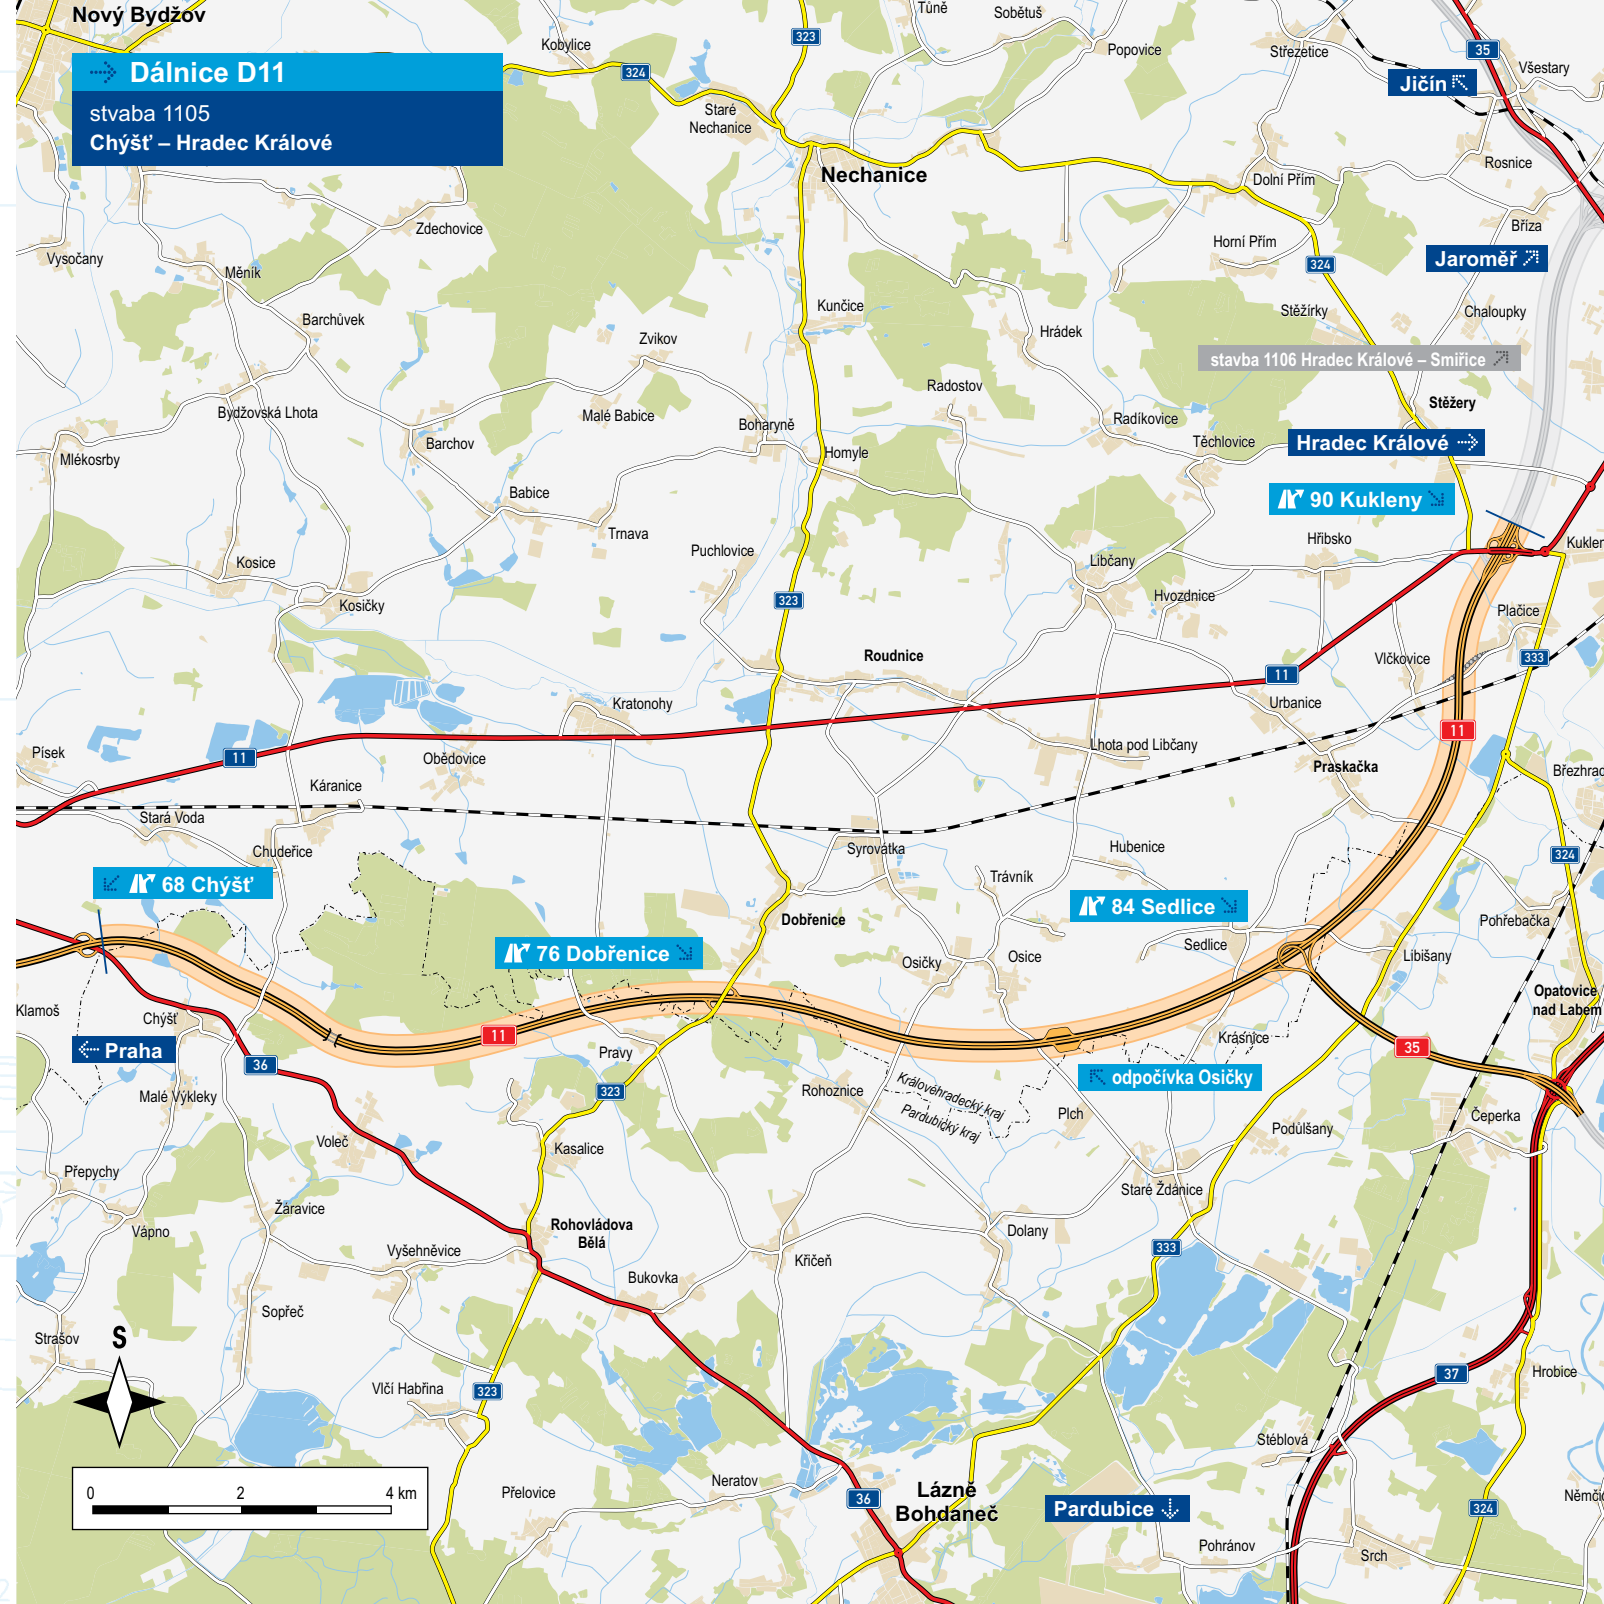 Nový Bydžov
Dálnice D11
stvaba 1105
Chýšť – Hradec Králové
Kobylice
324
323
Túně
Sobětuš
Popovice
Střezetice
35
Všestary
Jičín
Staré
Nechanice
Nechanice
Rosnice
Dolní Přím
Bříza
Zdechovice
Horní Přím
Jaroměř
324
Vysočany
Měník
Kunčice
Stěžírky
Chaloupky
Barchůvek
Zvíkov
Hrádek
stavba 1106 Hradec Králové – Smiřice
Radostov
Stěžery
Bydžovská Lhota
Malé Babice
Boharyně
Radíkovice
Těchlovice
Hradec Králové
Mlékosrby
Barchov
Homyle
Babice
90 Kukleny
Trnava
Puchlovice
Hřibsko
Kosice
Libčany
Kosičky
323
Hvozdnice
Plačice
Roudnice
Vlčkovice
333
11
Kratonohy
Urbanice
11
Písek
11
Obědovice
Lhota pod Libčany
Praskačka
Káranice
Stará Voda
Chudeřice
Syrovátka
Hubenice
324
68 Chýšť
Trávník
84 Sedlice
Dobřenice
Pohřebačka
76 Dobřenice
Osičky
Osice
Sedlice
Libišany
Klamoš
Chýšť
Opatovice
nad Labem
11
Krásnice
35
Praha
36
Pravy
323
Rohoznice
Královéhradecký kraj
Pardubický kraj
odpočívka Osičky
Malé Výkleky
Plch
Čeperka
Voleč
Kasalice
Podůlšany
Přepychy
Staré Ždánice
Žáravice
Rohovládova
Bělá
Vápno
Dolany
Vyšehněvice
Křičeň
333
Bukovka
Sopřeč
Strašov
S
Vlčí Habřina
323
37
Hrobice
Stéblová
Neratov
0 2 4 km
Přelovice
36
Lázně
Bohdaneč
Pardubice
324
Pohránov
Srch